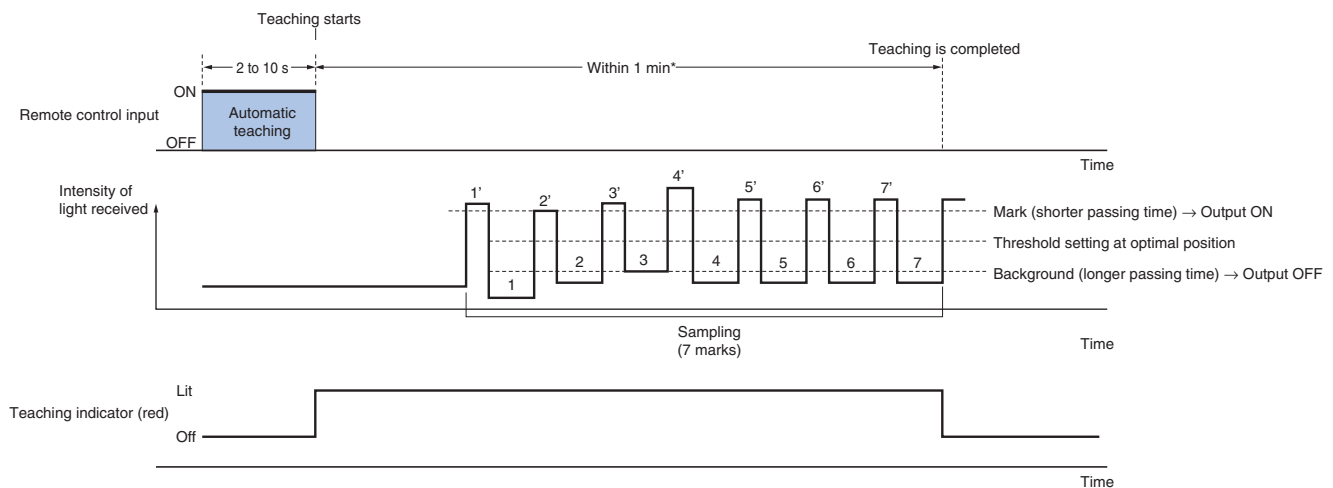 Teaching starts
Teaching is completed
2 to 10 s
Within 1 min*
ON
Remote control input
Automatic
teaching
OFF
Time
Intensity of
light received
1'
2'
3'
4'
5'
6'
7'
Mark (shorter passing time) → Output ON
Threshold setting at optimal position
Background (longer passing time) → Output OFF
1
2
3
4
5
6
7
Sampling
(7 marks)
Time
Lit
Teaching indicator (red)
Off
Time